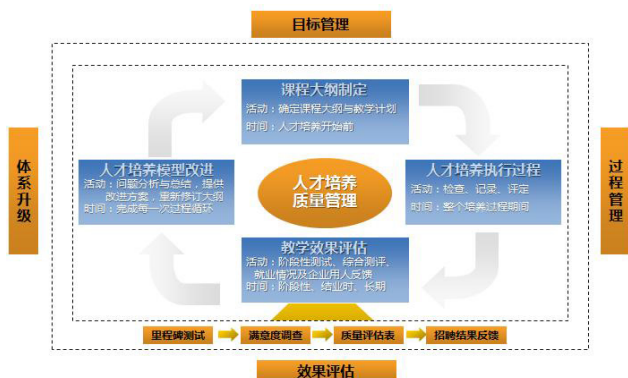 目标管理
课程大纲制定
活动：确定课程大纲与教学计划
时间：人才培养开始前
体系升级
人才培养模型改进
活动：问题分析与总结，提供
改进方案，重新修订大纲
时间：完成每一次过程循环
人才培养
质量管理
人才培养执行过程
活动：检查、记录、评定
时间：整个培养过程期间
过程管理
教学效果评估
活动：阶段性测试、综合测评、
就业情况及企业用人反馈
时间：阶段性、结业时、长期
里程碑测试
满意度调查
质量评估表
招聘结果反馈
效果评估